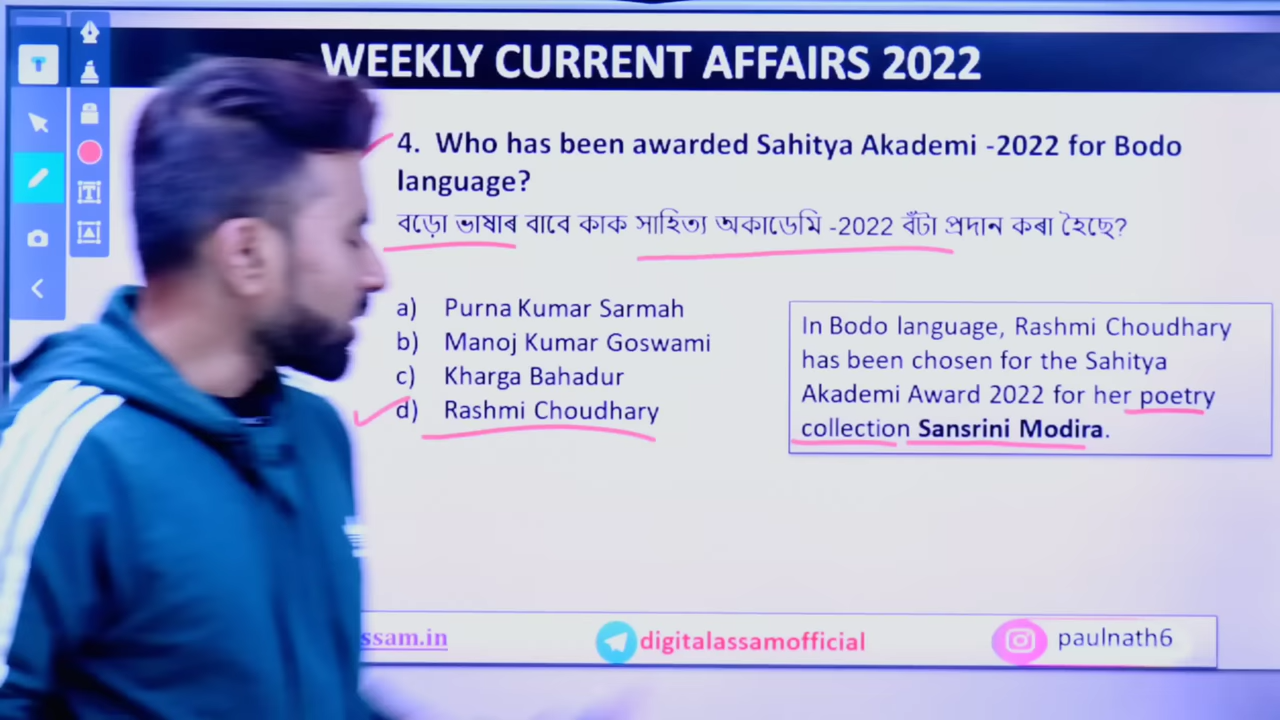 WEEKLY CURRENT AFFAIRS 2022
4. Who has been awarded Sahitya Akademi -2022 for Bodo
language?
বড়ো ভাষাৰ বাবে কাক সাহিত্য অকাডেমি -2022 বঁটা প্ৰদান কৰা হৈছে?
a) Purna Kumar Sarmah
b) Manoj Kumar Goswami
c) Kharga Bahadur
d) Rashmi Choudhary
In Bodo language, Rashmi Choudhary
has been chosen for the Sahitya
Akademi Award 2022 for her poetry
collection Sansrini Modira.
ssam.in
digitalassamofficial
paulnath6